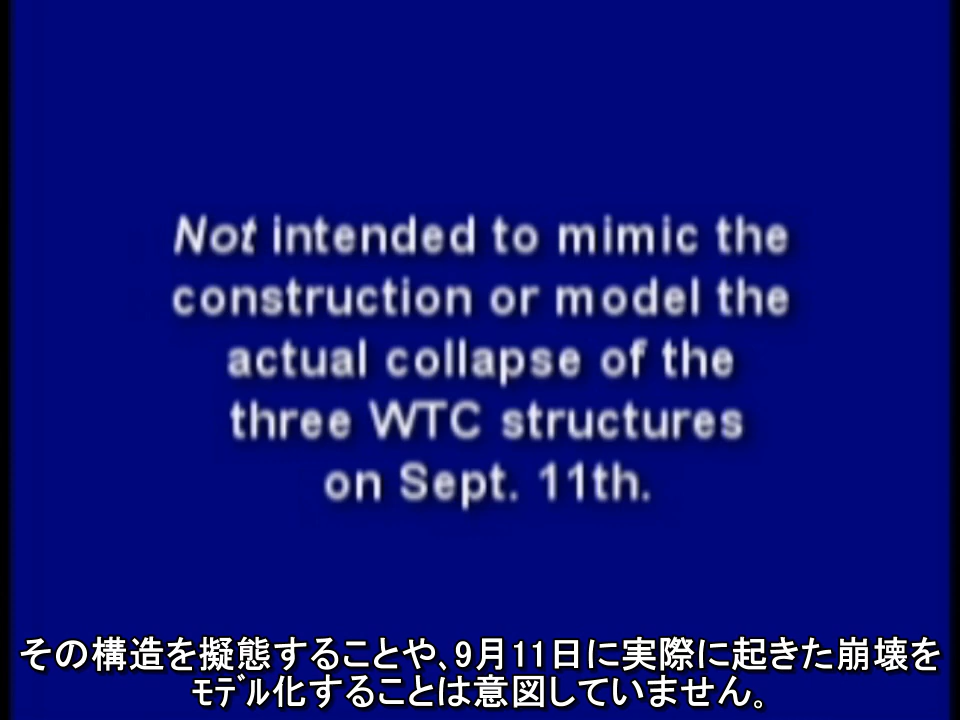 Not intended to mimic the
construction or model the
actual collapse of the
three WTC structures
on Sept. 11th.
その構造を擬態することや、9月11日に実際に起きた崩壊を
ﾓﾃﾞﾙ化することは意図していません。